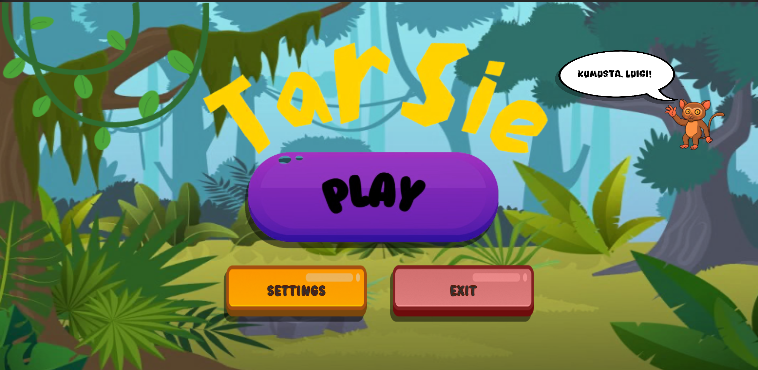 Tarsie
KUMUSTA, LUIGI!
PLAY
SETTINGS
EXIT